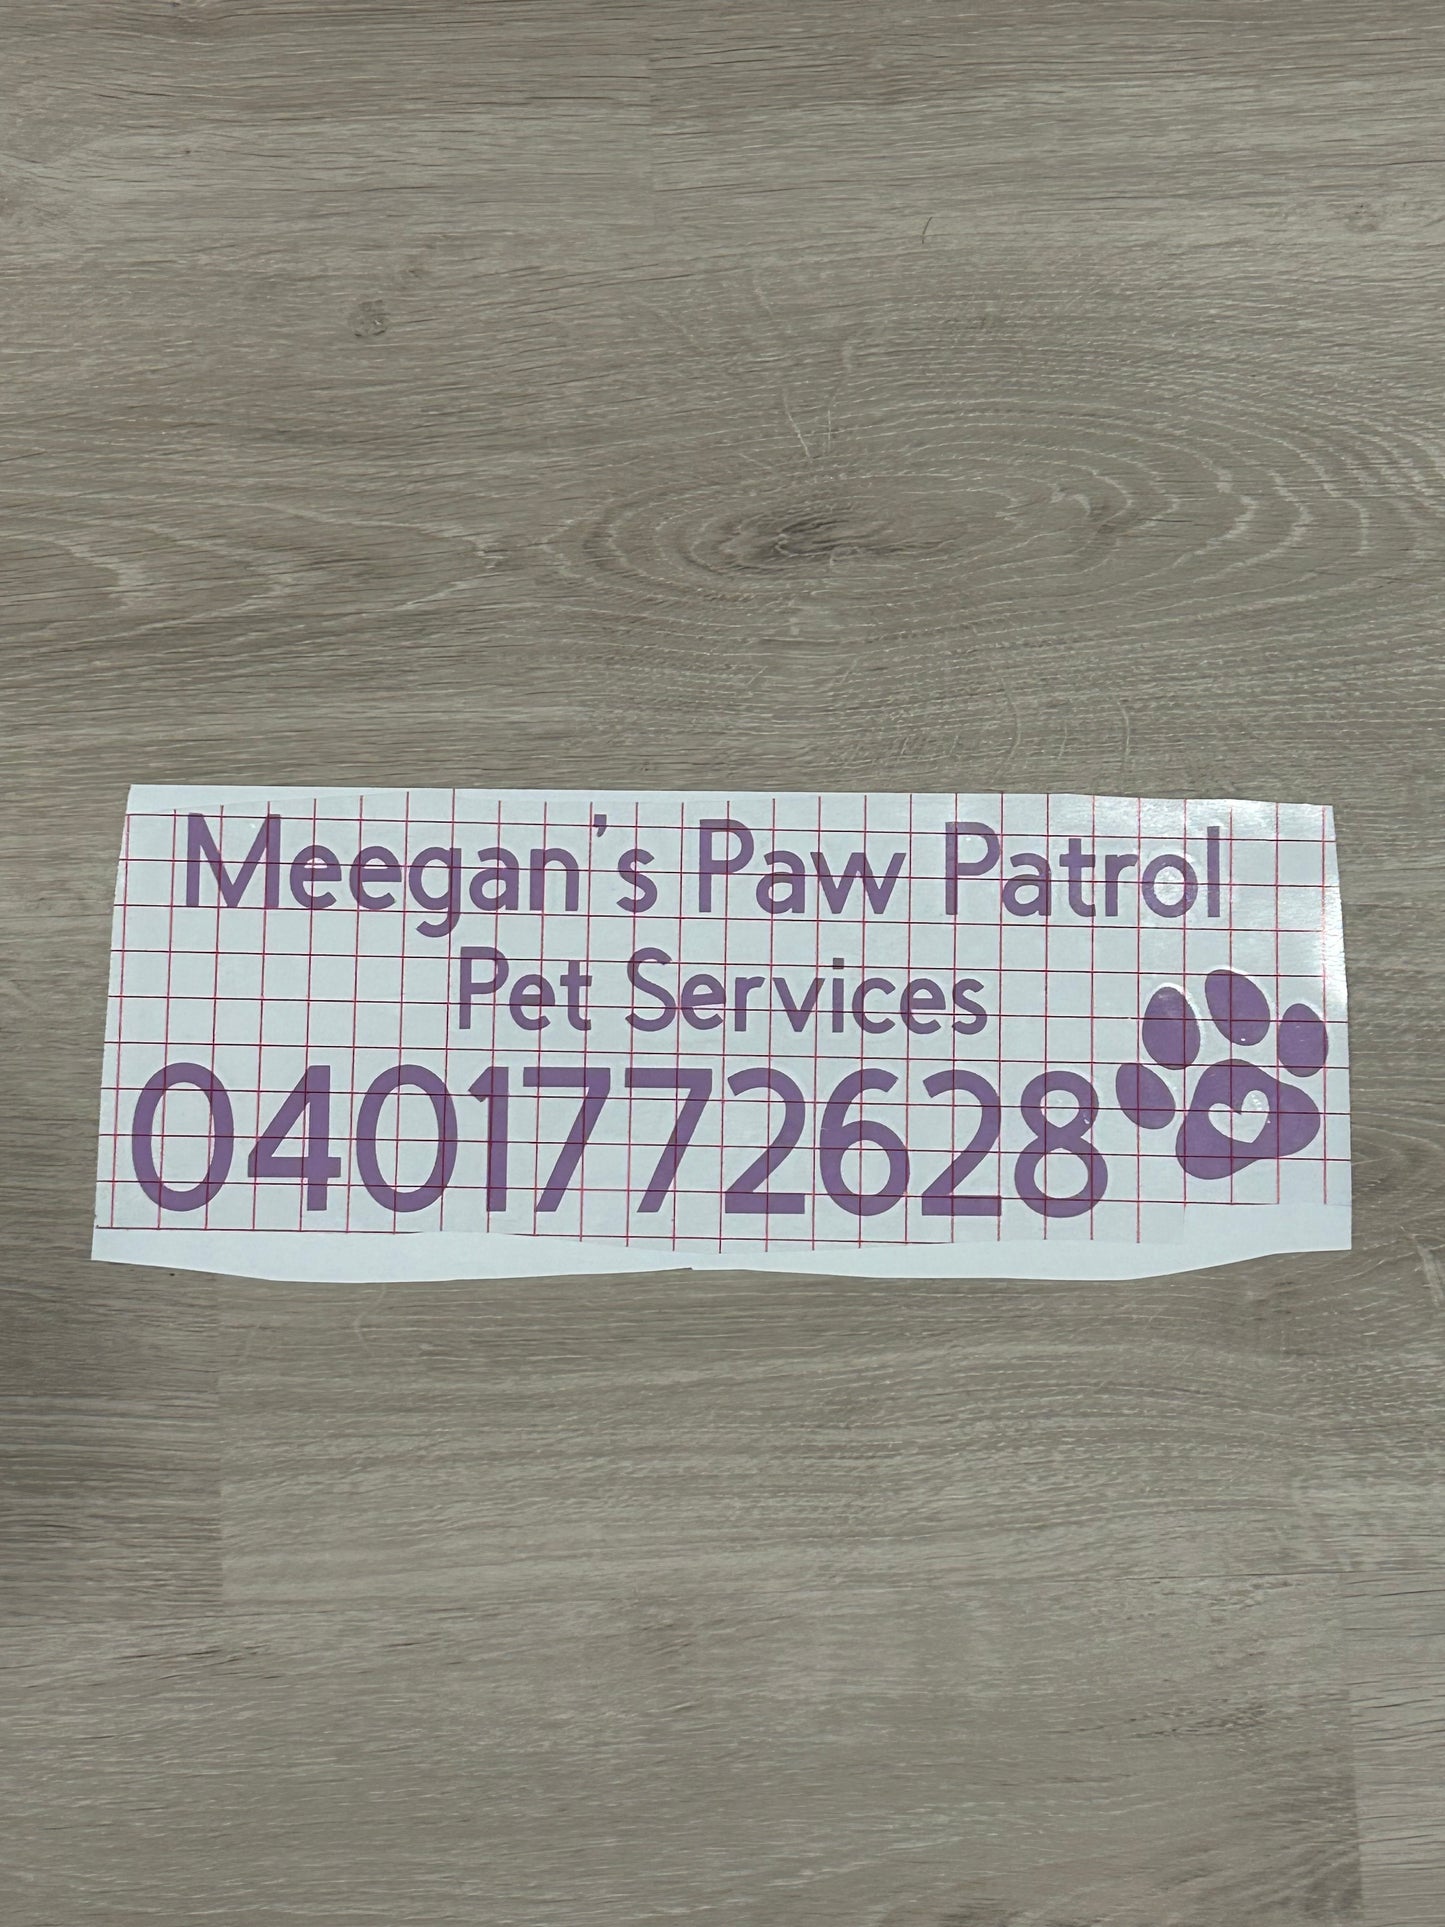 Meegan's Paw Patrol
Pet Services
0401772628